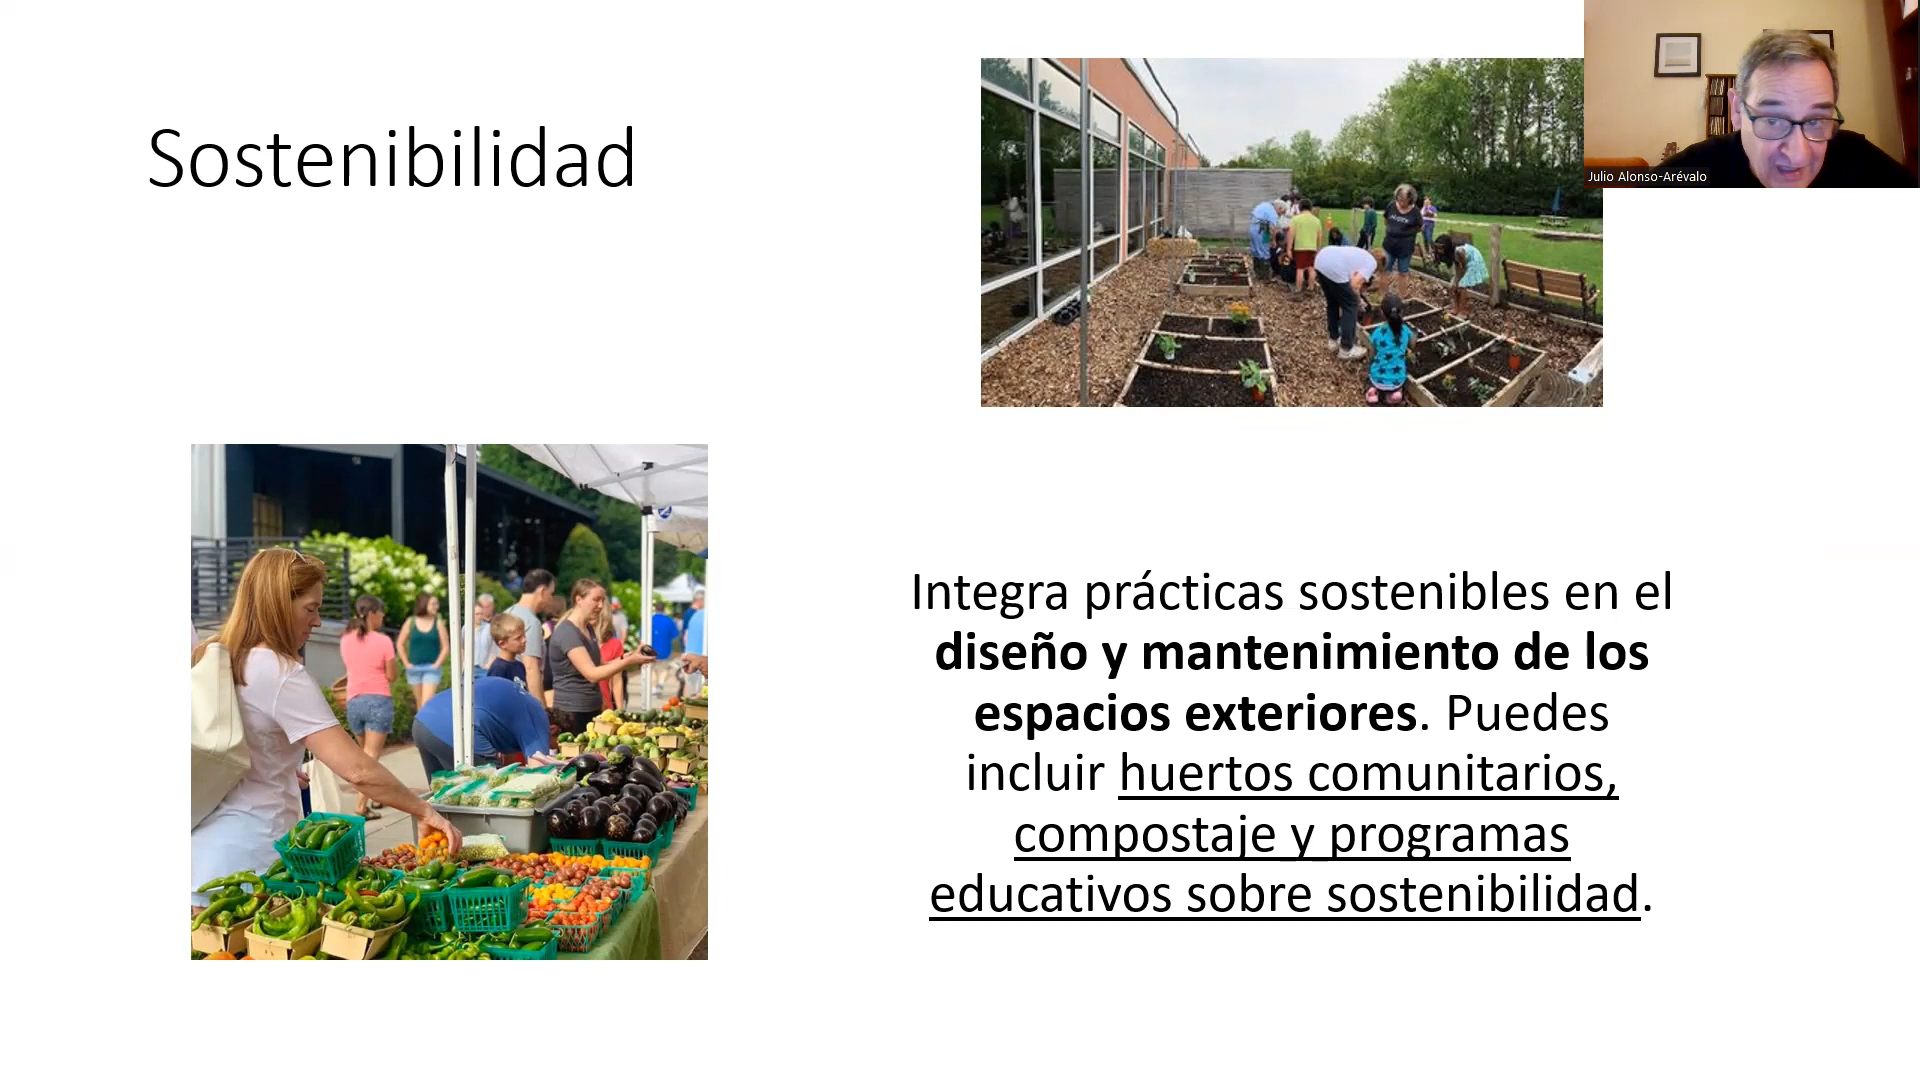 Sostenibilidad
Julio Alonso-Arévalo
Integra prácticas sostenibles en el
diseño y mantenimiento de los
espacios exteriores. Puedes
incluir huertos comunitarios,
compostaje y programas
educativos sobre sostenibilidad.